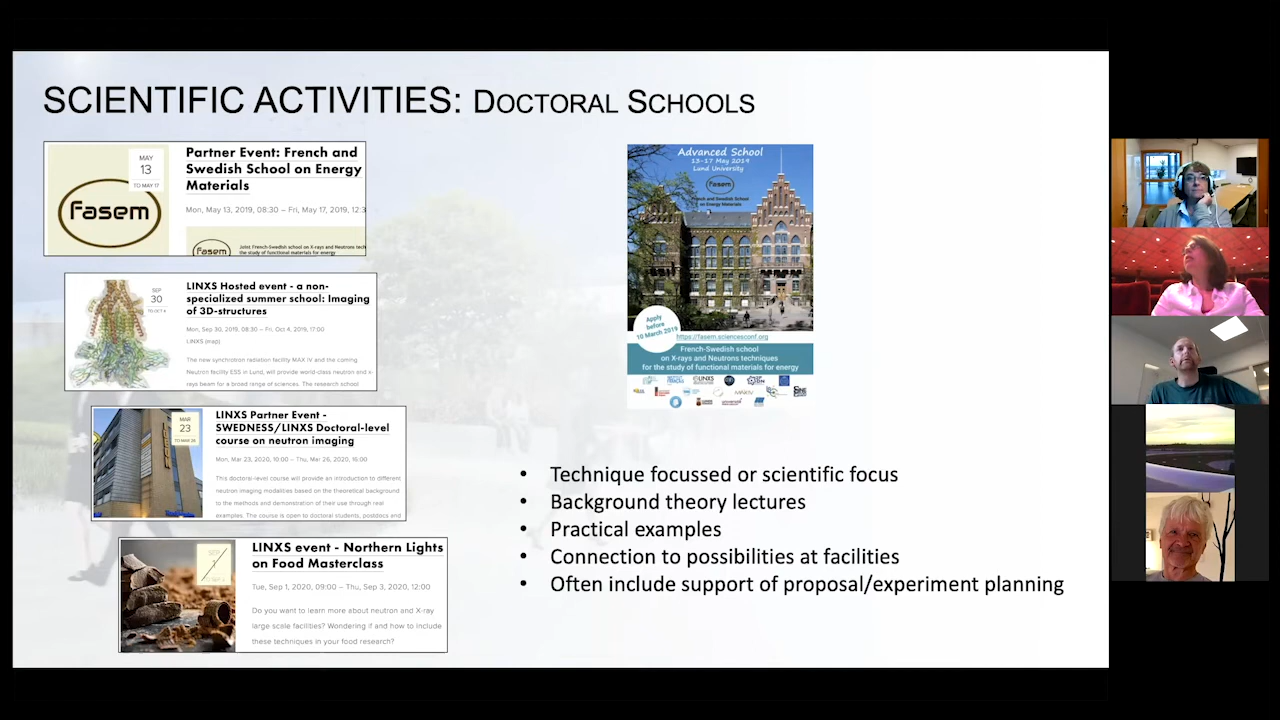 SCIENTIFIC ACTIVITIES: DOCTORAL SCHOOLS
MAY
13
TO MAY 17
fasem
Partner Event: French and
Swedish School on Energy
Materials
Mon, May 13, 2019, 08:30 – Fri, May 17, 2019, 12:3
fasem
Joint French-Swedish school on X-rays and Neutrons tech
the study of functional materials for energy
SEP
30
TO OCT 4
LINXS Hosted event - a non-
specialized summer school: Imaging
of 3D-structures
Mon, Sep 30, 2019, 08:30 – Fri, Oct 4, 2019, 17:00
LINXS (map)
The new synchrotron radiation facility MAX IV and the coming
Neutron facility ESS in Lund, will provide world-class neutron and x-
rays beam for a broad range of sciences. The research school
MAR
23
TO MAR 26
LINXS Partner Event -
SWEDNESS/LINXS Doctoral-level
course on neutron imaging
Mon, Mar 23, 2020, 10:00 – Thu, Mar 26, 2020, 16:00
This doctoral-level course will provide an introduction to different
neutron imaging modalities based on the theoretical background
to the methods and demonstration of their use through real
examples. The course is open to doctoral students, postdocs and
SEP
1
LINXS event - Northern Lights
on Food Masterclass
Tue, Sep 1, 2020, 09:00 – Thu, Sep 3, 2020, 12:00
Do you want to learn more about neutron and X-ray
large scale facilities? Wondering if and how to include
these techniques in your food research?
Advanced School
13-17 May 2019
Lund University
fasem
French and Swedish School
on Energy Materials
Apply
before
10 March 2019
https://fasem.sciencesconf.org
French-Swedish school
on X-rays and Neutrons techniques
for the study of functional materials for energy
LINXS
MAXIV
• Technique focussed or scientific focus
• Background theory lectures
• Practical examples
• Connection to possibilities at facilities
• Often include support of proposal/experiment planning